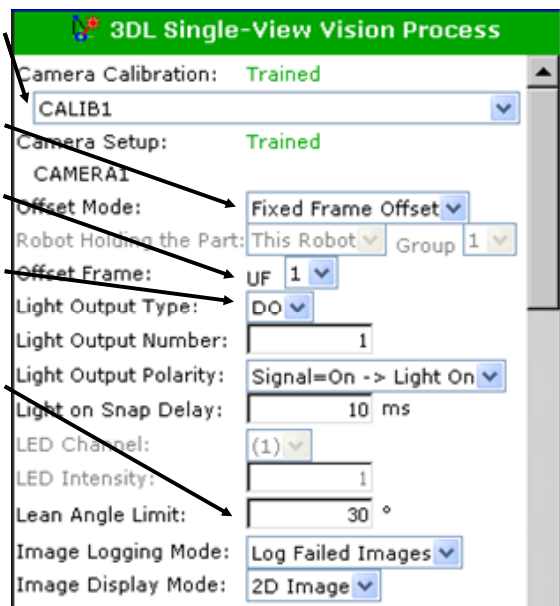 3DL Single-View Vision Process
Camera Calibration: Trained
CALIB1
Camera Setup: Trained
CAMERA1
Offset Mode: Fixed Frame Offset
Robot Holding the Part: This Robot Group 1
Offset Frame: UF 1
Light Output Type: DO
Light Output Number: 1
Light Output Polarity: Signal=On -> Light On
Light on Snap Delay: 10 ms
LED Channel: (1)
LED Intensity: 1
Lean Angle Limit: 30 °
Image Logging Mode: Log Failed Images
Image Display Mode: 2D Image